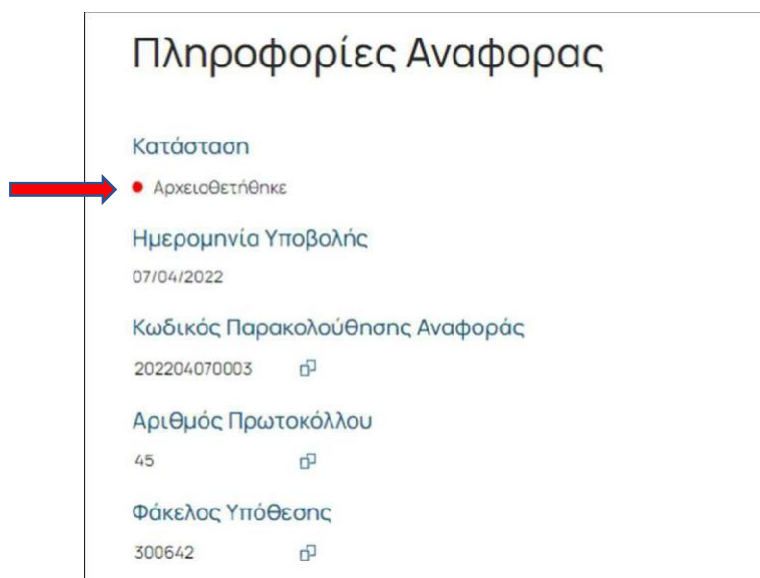 Πληροφορίες Αναφορας
Κατάσταση
Αρχειοθετήθηκε
Ημερομηνία Υποβολής
07/04/2022
Κωδικός Παρακολούθησης Αναφοράς
202204070003
Αριθμός Πρωτοκόλλου
45
Φάκελος Υπόθεσης
300642